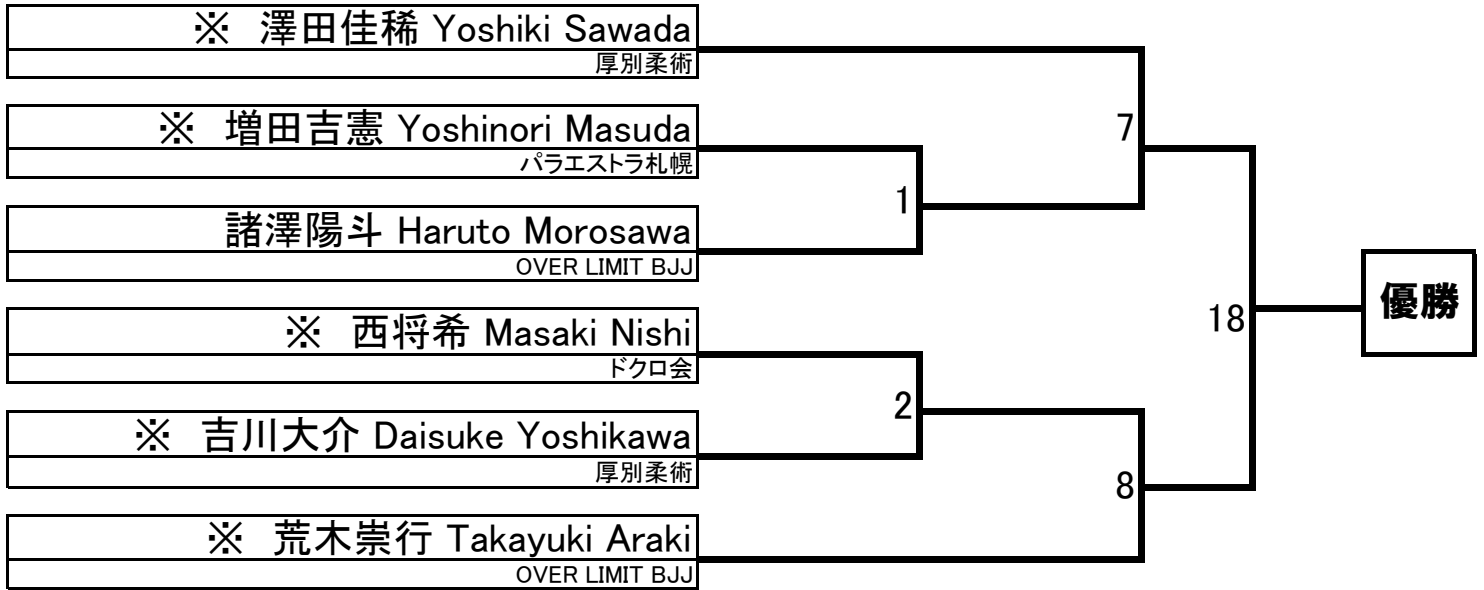 ※ 澤田佳稀 Yoshiki Sawada
厚別柔術
※ 増田吉憲 Yoshinori Masuda
パラエストラ札幌
諸澤陽斗 Haruto Morosawa
OVER LIMIT BJJ
※ 西将希 Masaki Nishi
ドクロ会
※ 吉川大介 Daisuke Yoshikawa
厚別柔術
※ 荒木崇行 Takayuki Araki
OVER LIMIT BJJ
1
2
7
8
18
優勝